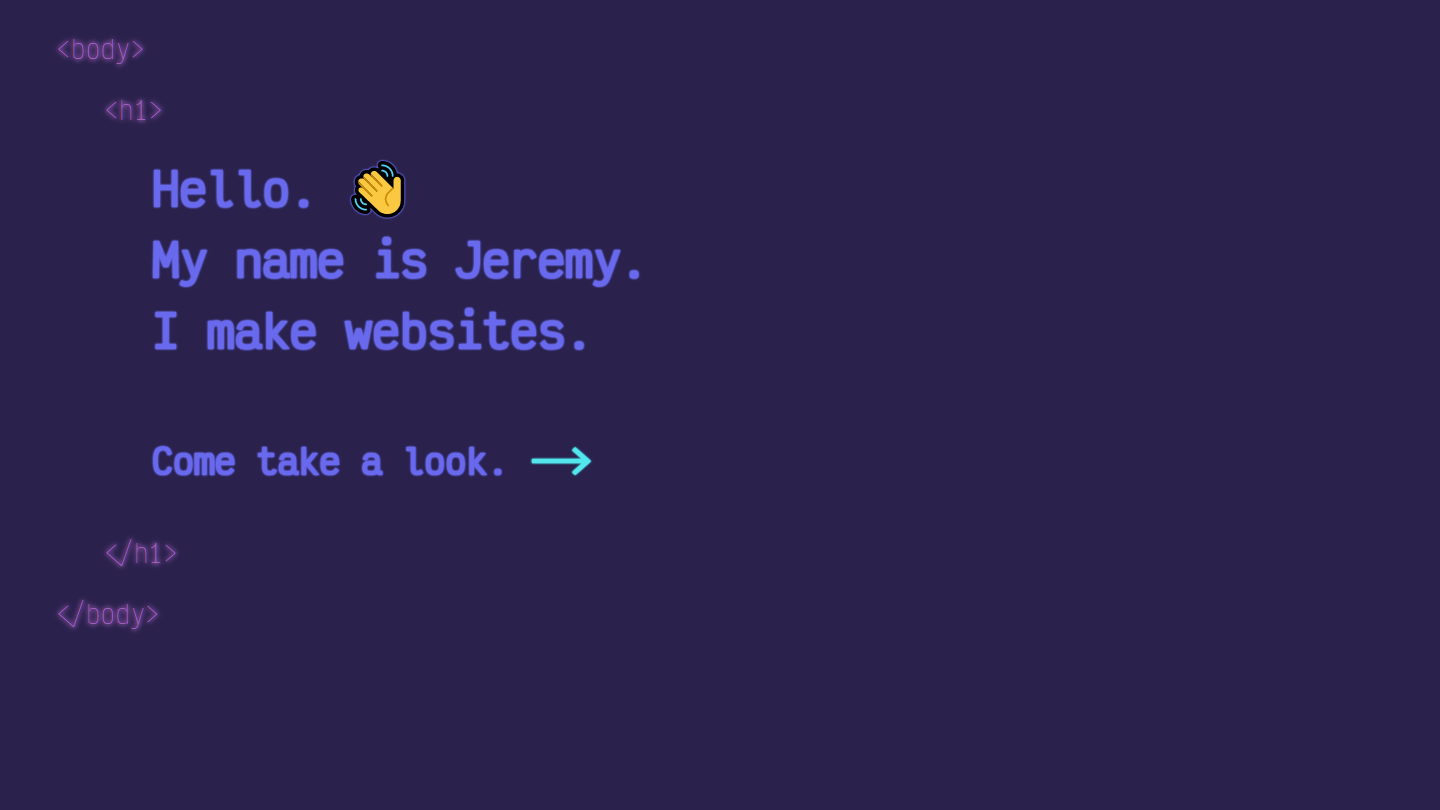 <body>
<h1>
Hello. 👋
My name is Jeremy.
I make websites.
Come take a look. →
</h1>
</body>